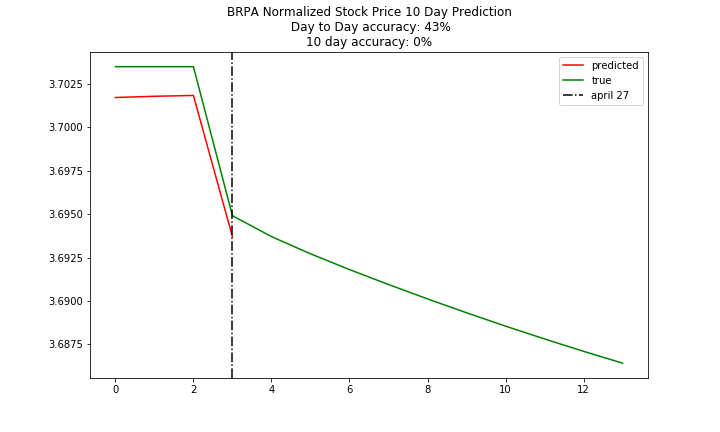 BRPA Normalized Stock Price 10 Day Prediction
Day to Day accuracy: 43%
10 day accuracy: 0%
predicted
true
april 27
3.7025
3.7000
3.6975
3.6950
3.6925
3.6900
3.6875
0 2 4 6 8 10 12